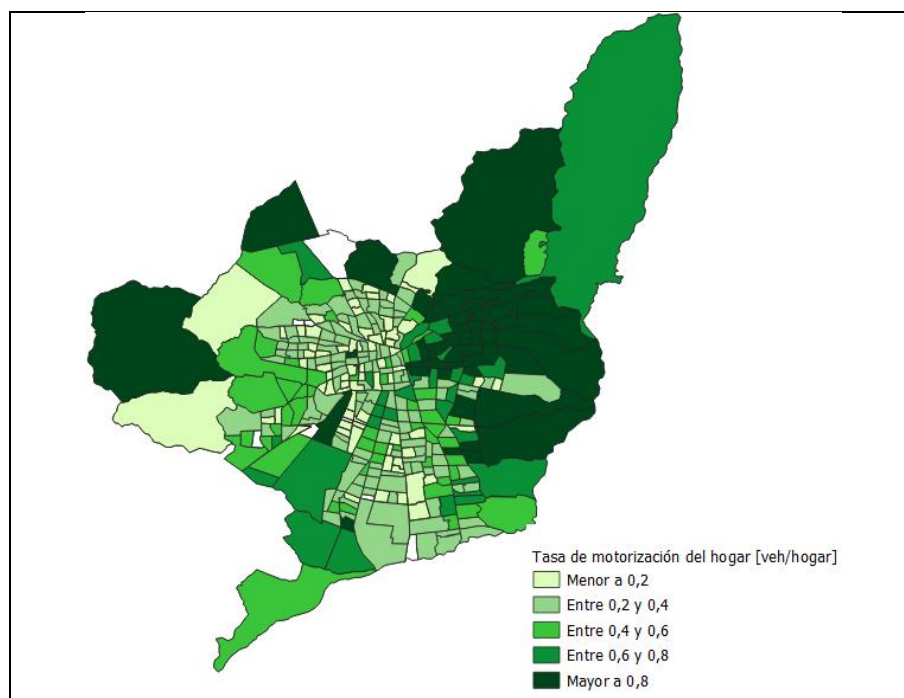 Tasa de motorización del hogar [veh/hogar]
Menor a 0,2
Entre 0,2 y 0,4
Entre 0,4 y 0,6
Entre 0,6 y 0,8
Mayor a 0,8